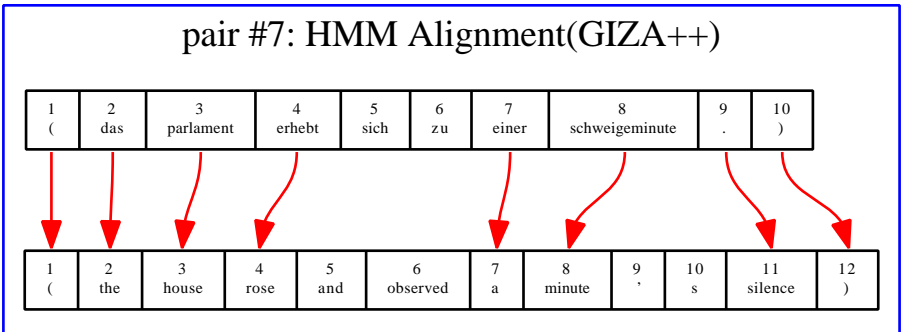 pair #7: HMM Alignment(GIZA++)
1 2 3 4 5 6 7 8 9 10
( das parlament erhebt sich zu einer schweigeminute . )
1 2 3 4 5 6 7 8 9 10 11 12
( the house rose and observed a minute ’ s silence )